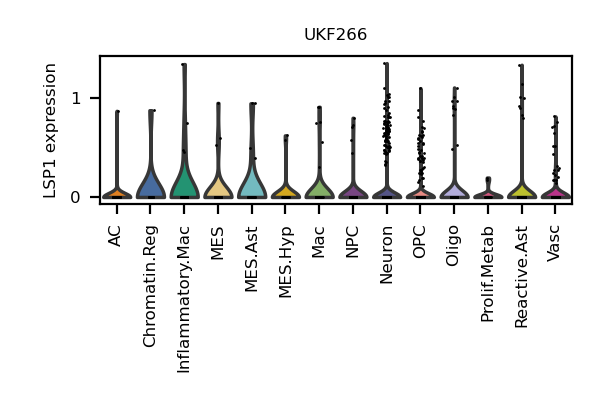 UKF266
LSP1 expression
1
0
AC
Chromatin.Reg
Inflammatory.Mac
MES
MES.Ast
MES.Hyp
Mac
NPC
Neuron
OPC
Oligo
Prolif.Metab
Reactive.Ast
Vasc